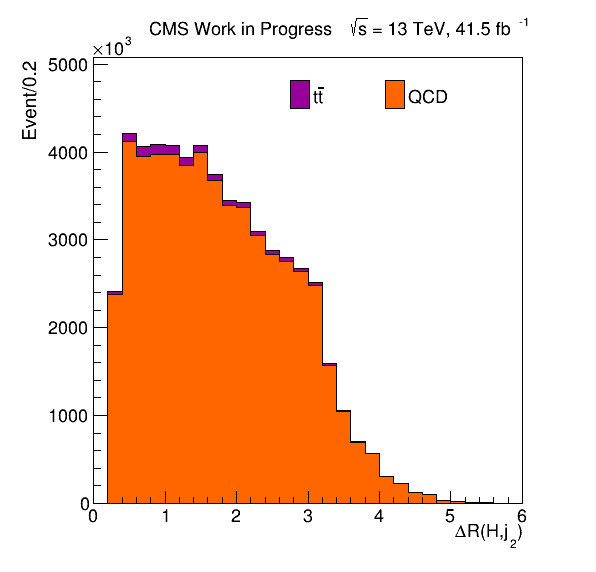 CMS Work in Progress √s = 13 TeV, 41.5 fb⁻¹
×10³
Event/0.2
5000
4000
3000
2000
1000
0
tt̄
QCD
0 1 2 3 4 5 6
ΔR(H,j₂)